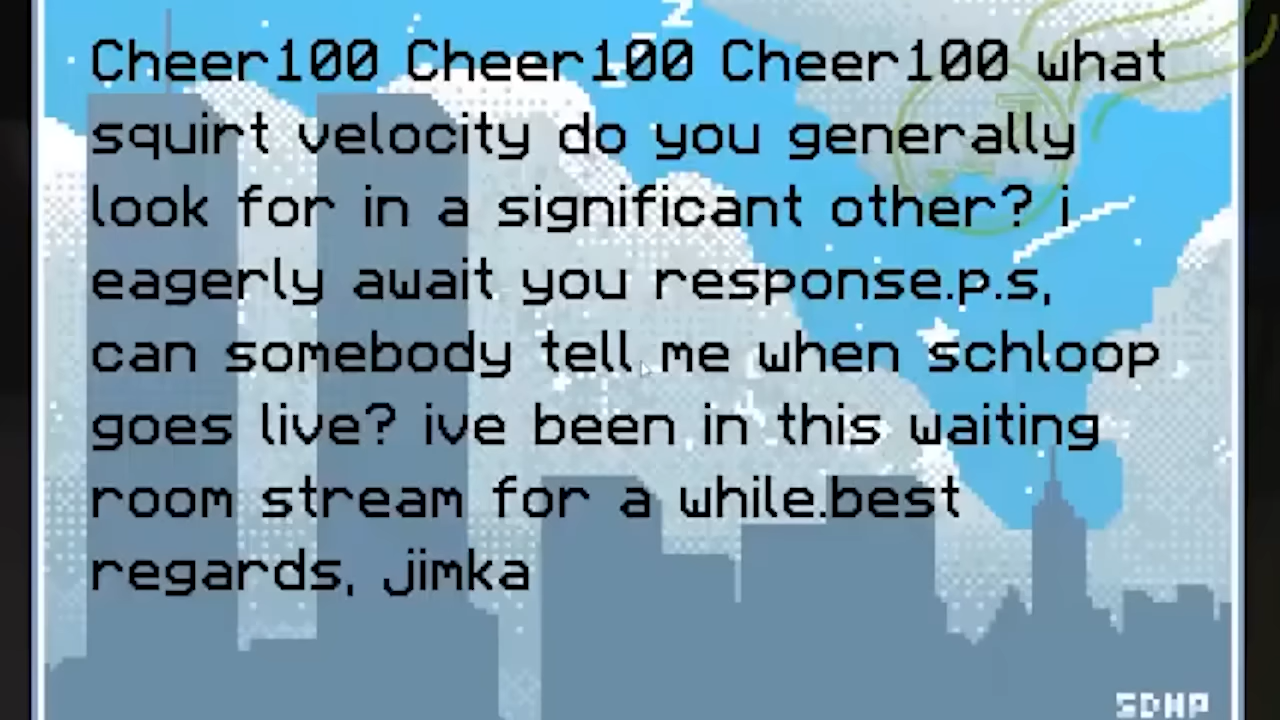 z
Cheer100 Cheer100 Cheer100 what
squirt velocity do you generally
look for in a significant other? i
eagerly await you response.p.s,
can somebody tell me when schloop
goes live? ive been in this waiting
room stream for a while.best
regards, jimka
SDHP